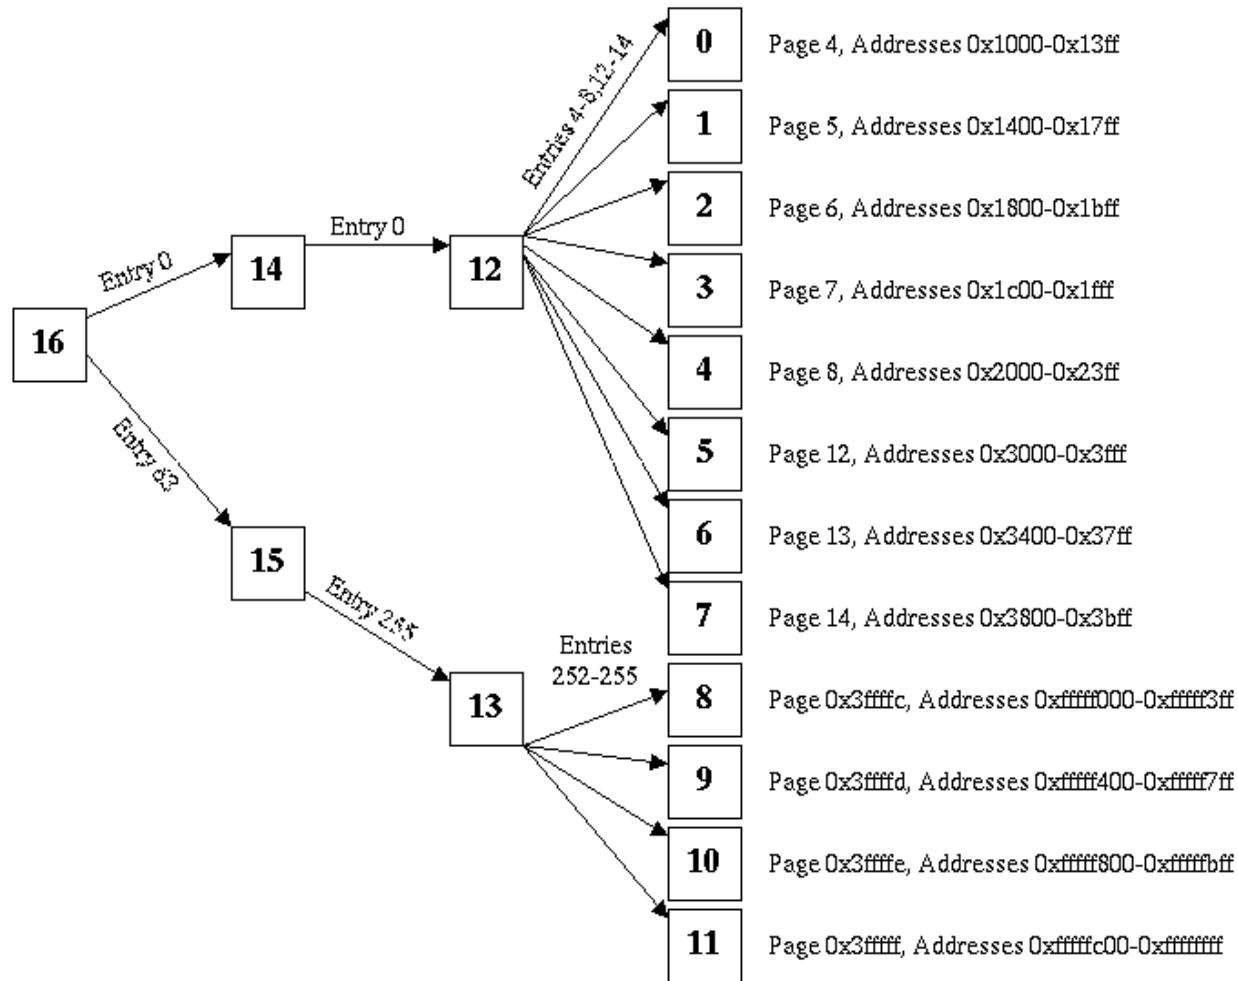 0
Page 4, Addresses 0x1000-0x13ff
Entries 4-8,12-14
1
Page 5, Addresses 0x1400-0x17ff
2
Page 6, Addresses 0x1800-0x1bff
Entry 0
Entry 0
14
12
3
Page 7, Addresses 0x1c00-0x1fff
16
4
Page 8, Addresses 0x2000-0x23ff
Entry 63
5
Page 12, Addresses 0x3000-0x3fff
15
6
Page 13, Addresses 0x3400-0x37ff
Entry 255
7
Page 14, Addresses 0x3800-0x3bff
Entries
252-255
13
8
Page 0x3ffffc, Addresses 0xfffff000-0xfffff3ff
9
Page 0x3ffffd, Addresses 0xfffff400-0xfffff7ff
10
Page 0x3ffffe, Addresses 0xfffff800-0xfffffbff
11
Page 0x3fffff, Addresses 0xfffffc00-0xffffffff